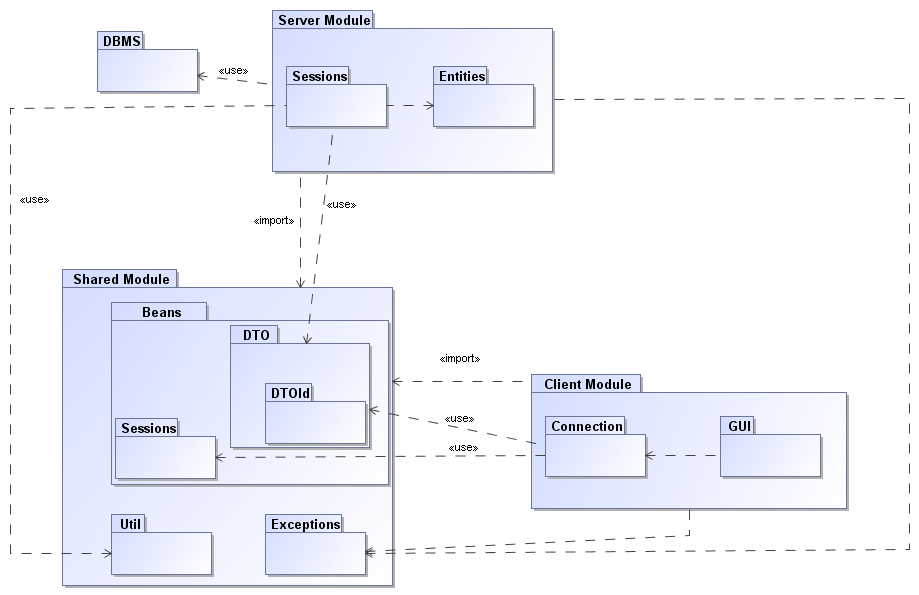 Server Module
DBMS
«use»
Sessions
Entities
«use»
«use»
«import»
Shared Module
Beans
DTO
«import»
Client Module
DTOId
«use»
Sessions
Connection
GUI
«use»
Util
Exceptions